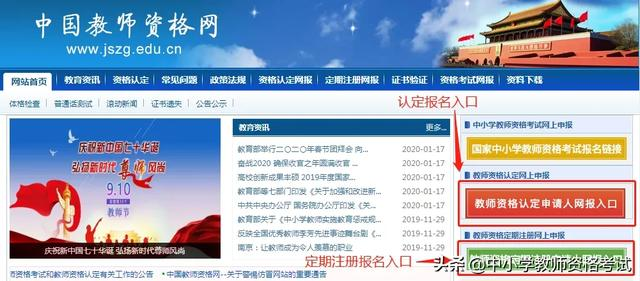 中国教师资格网
www.jszg.edu.cn
网站首页 教育资讯 资格认定 常见问题 政策法规 资格认定网报 定期注册网报 证书验证 资格考试网报 资料下载
体格检查 普通话测试 滚动新闻 证书遗失 公告公示
认定报名入口
庆祝新中国七十华诞
弘扬新时代尊师风尚
9.10
教师节
庆祝新中国七十华诞 弘扬新时代尊师风尚
教育资讯 更多...
教育部举行二〇二〇年春节团拜会 向... 2020-01-17
奋战2020 确保收官之年圆满收官 ... 2020-01-17
高校创新成果丰硕 2019年度国家... 2020-01-17
教育部等七部门印发《关于加强和改进新... 2020-01-17
中共中央办公厅 国务院办公厅印发《关... 2020-01-17
教育部关于《中小学教师实施教育惩戒规... 2019-11-29
反映全国优秀教师李芳先进事迹舞台剧《... 2019-11-29
南京：让教师成为令人羡慕的职业 2019-11-29
中小学教师资格考试网上申报
国家中小学教师资格考试报名链接
教师资格认定网上申报
教师资格认定申请人网报入口
教师资格定期注册网上申报
定期注册报名入口
头条@中小学教师资格考试
资格考试和教师资格认定有关工作的公告 •中国教师资格网--关于警惕仿冒网站的重要通告